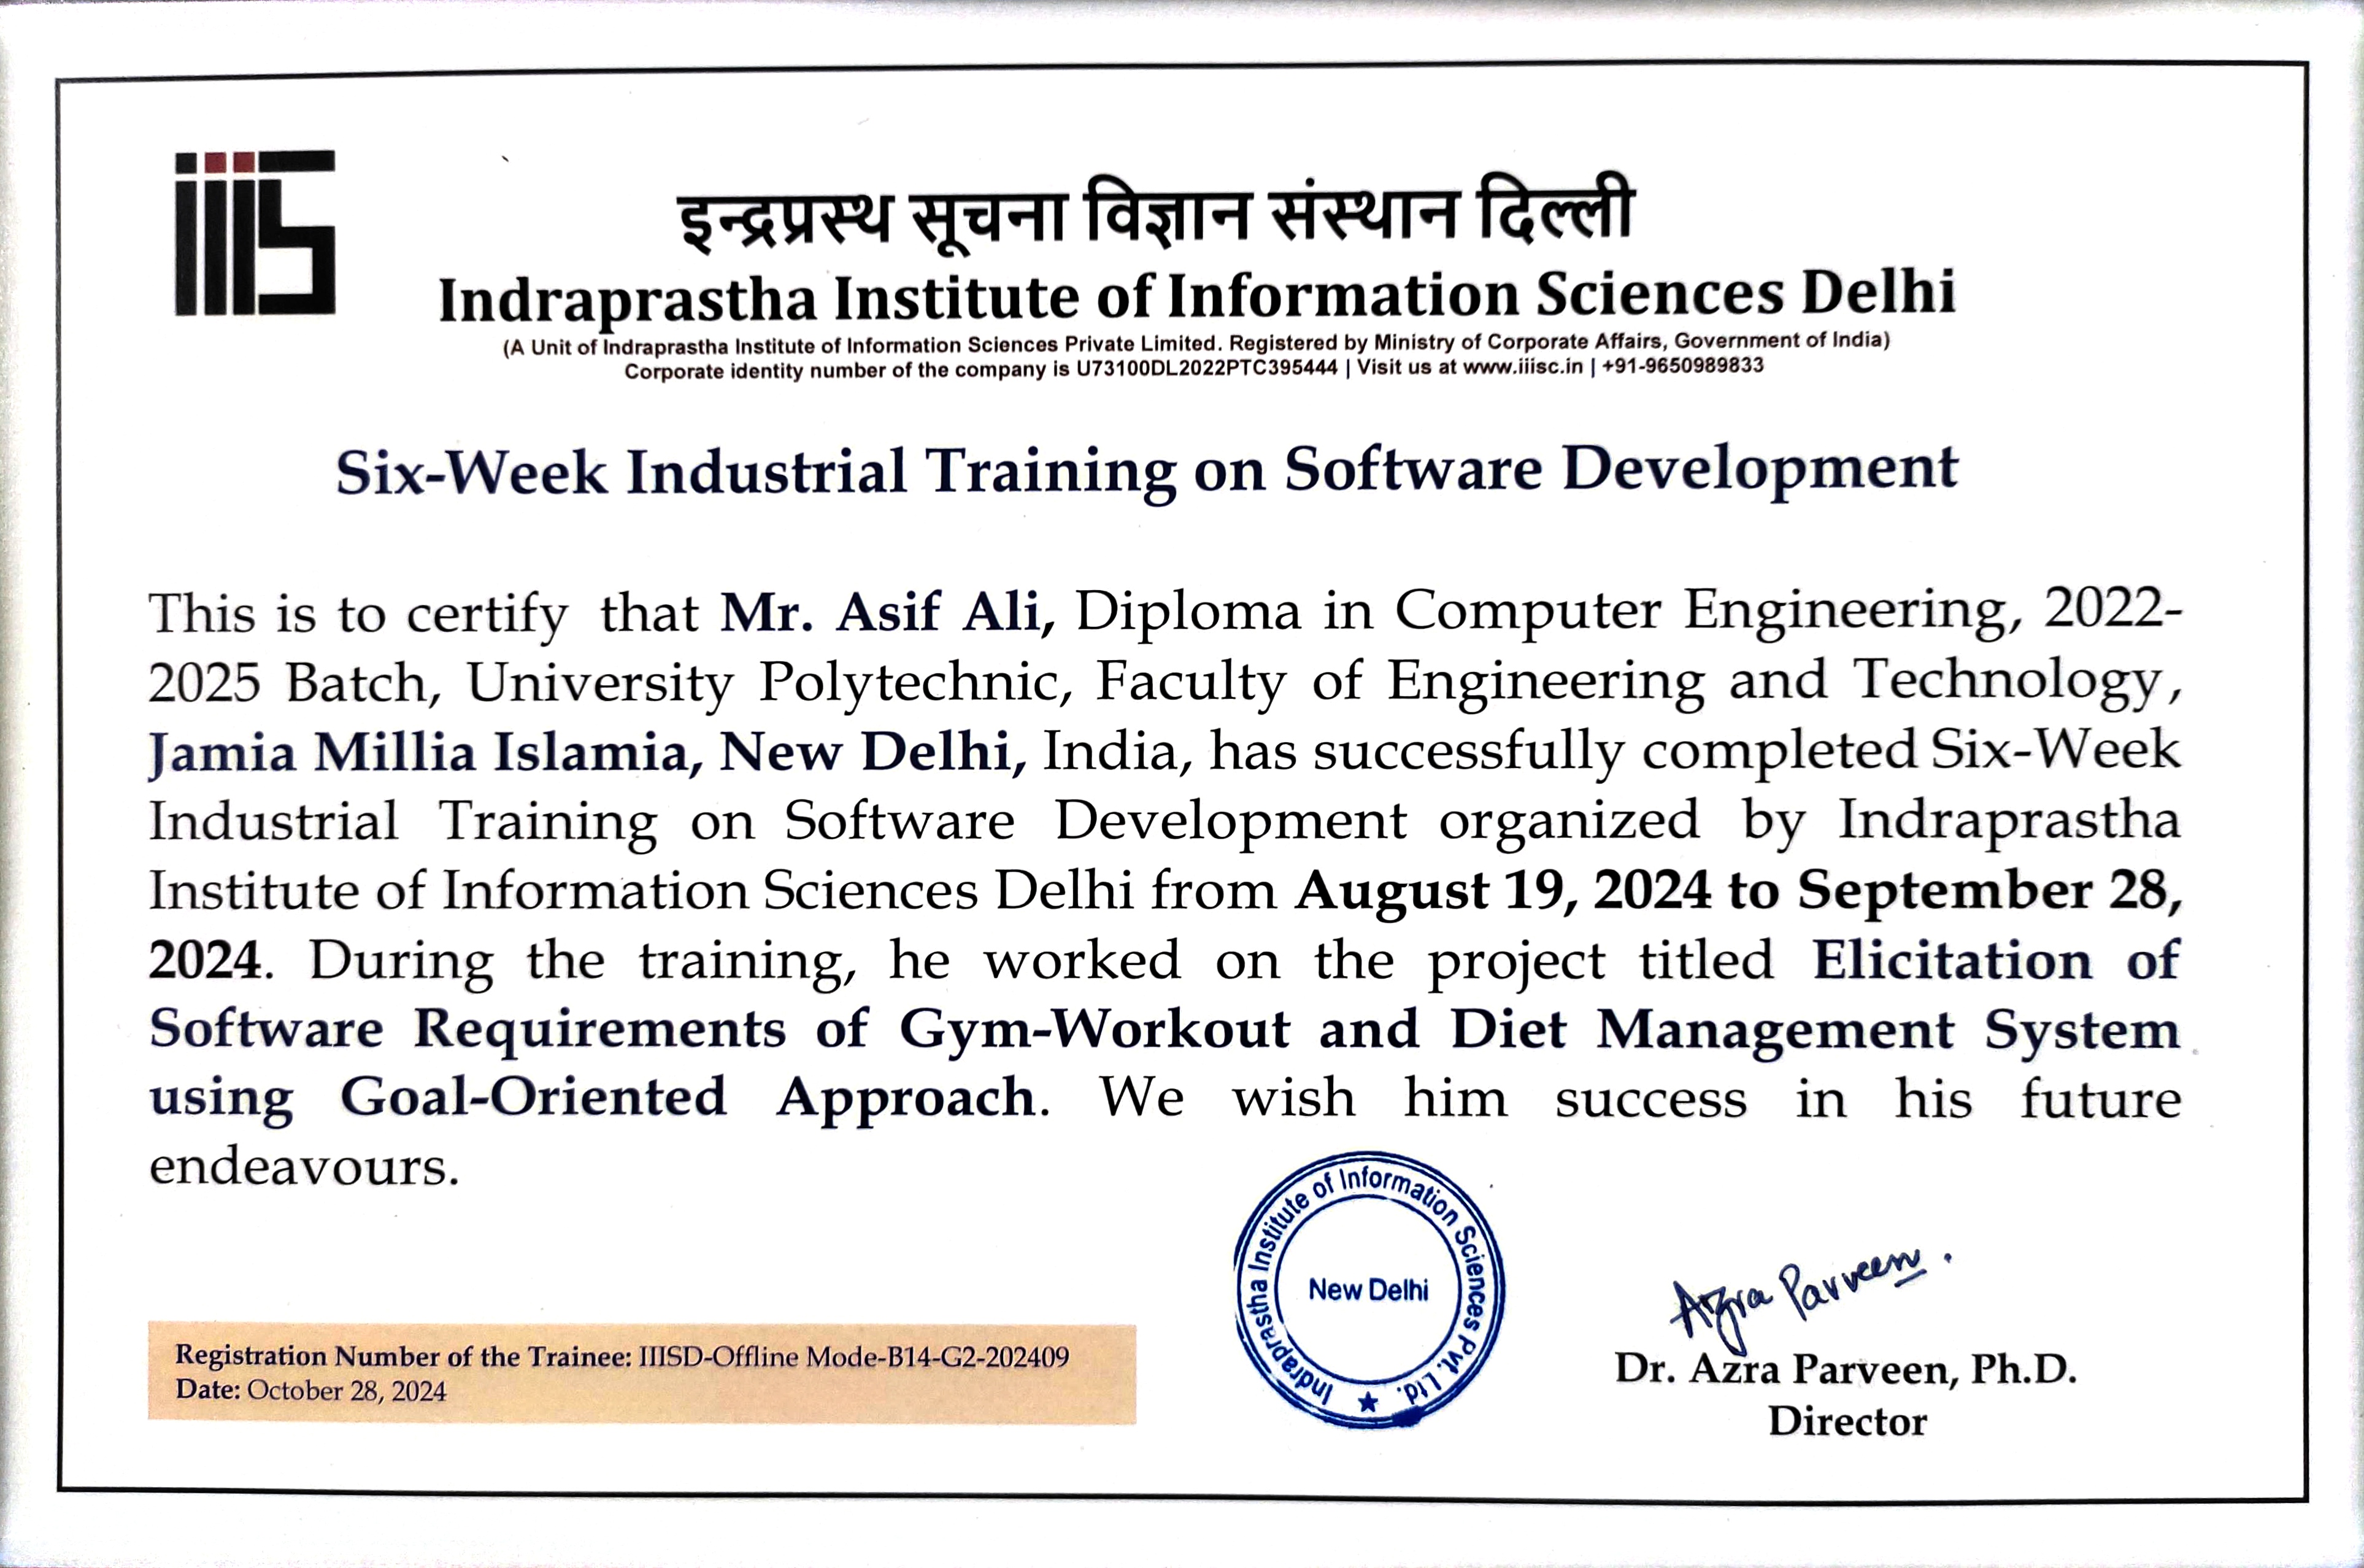 iiis
इन्द्रप्रस्थ सूचना विज्ञान संस्थान दिल्ली
Indraprastha Institute of Information Sciences Delhi
(A Unit of Indraprastha Institute of Information Sciences Private Limited. Registered by Ministry of Corporate Affairs, Government of India)
Corporate identity number of the company is U73100DL2022PTC395444 | Visit us at www.iiisc.in | +91-9650989833
Six-Week Industrial Training on Software Development
This is to certify that Mr. Asif Ali, Diploma in Computer Engineering, 2022-
2025 Batch, University Polytechnic, Faculty of Engineering and Technology,
Jamia Millia Islamia, New Delhi, India, has successfully completed Six-Week
Industrial Training on Software Development organized by Indraprastha
Institute of Information Sciences Delhi from August 19, 2024 to September 28,
2024. During the training, he worked on the project titled Elicitation of
Software Requirements of Gym-Workout and Diet Management System
using Goal-Oriented Approach. We wish him success in his future
endeavours.
Indraprastha Institute of Information Sciences Pvt. Ltd.
New Delhi
Azra Parveen.
Registration Number of the Trainee: IIISD-Offline Mode-B14-G2-202409
Date: October 28, 2024
Dr. Azra Parveen, Ph.D.
Director